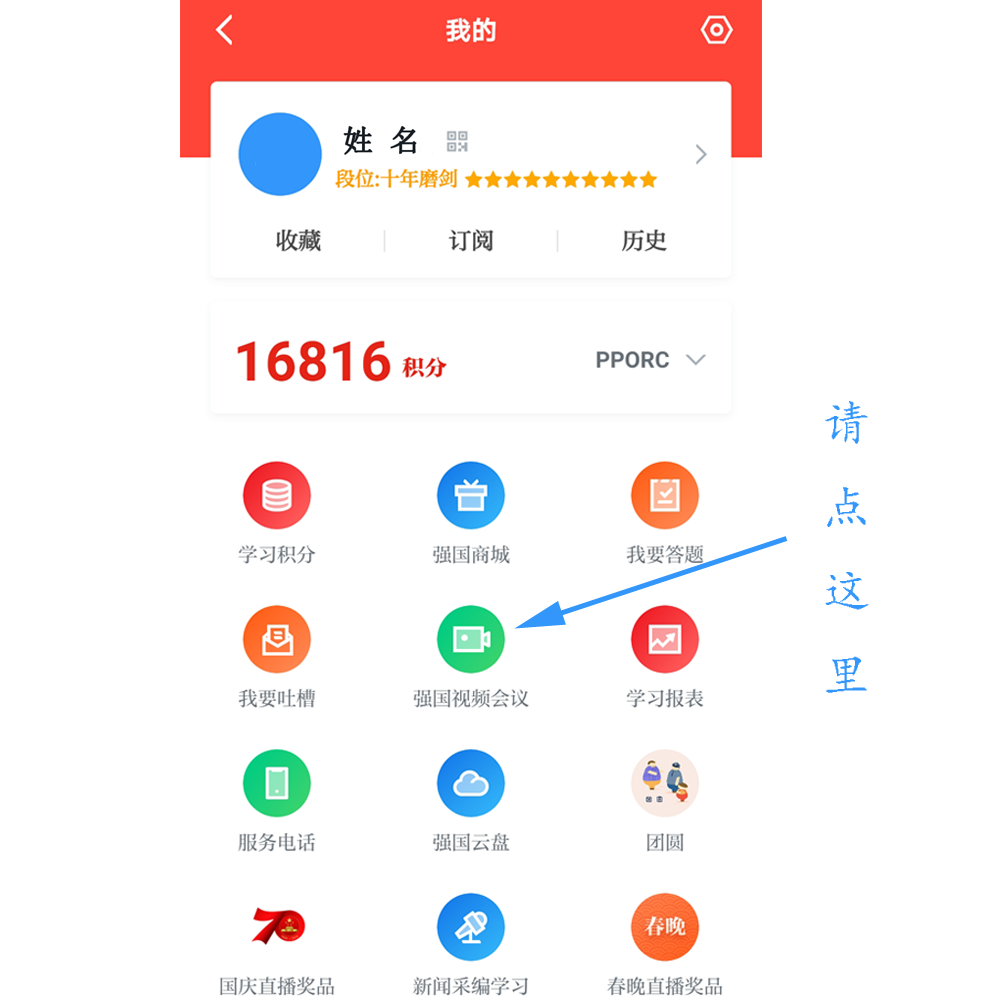 我的
姓 名
段位:十年磨剑
收藏
订阅
历史
16816 积分
PPORC
学习积分
强国商城
我要答题
我要吐槽
强国视频会议
学习报表
服务电话
强国云盘
团圆
70
春晚
国庆直播奖品
新闻采编学习
春晚直播奖品
请
点
这
里